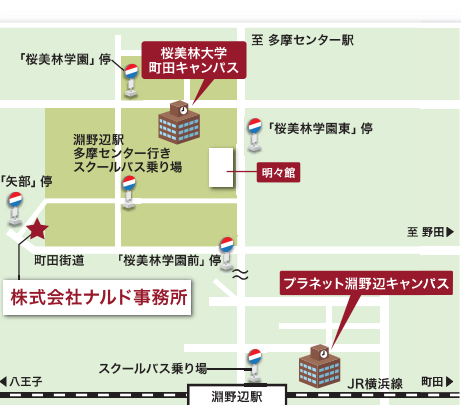 至 多摩センター駅
「桜美林学園」停
桜美林大学
町田キャンパス
「桜美林学園東」停
淵野辺駅
多摩センター行き
スクールバス乗り場
明々館
「矢部」停
至 野田▶
町田街道
「桜美林学園前」停
株式会社ナルド事務所
プラネット淵野辺キャンパス
スクールバス乗り場
◀八王子
JR横浜線
町田▶
淵野辺駅